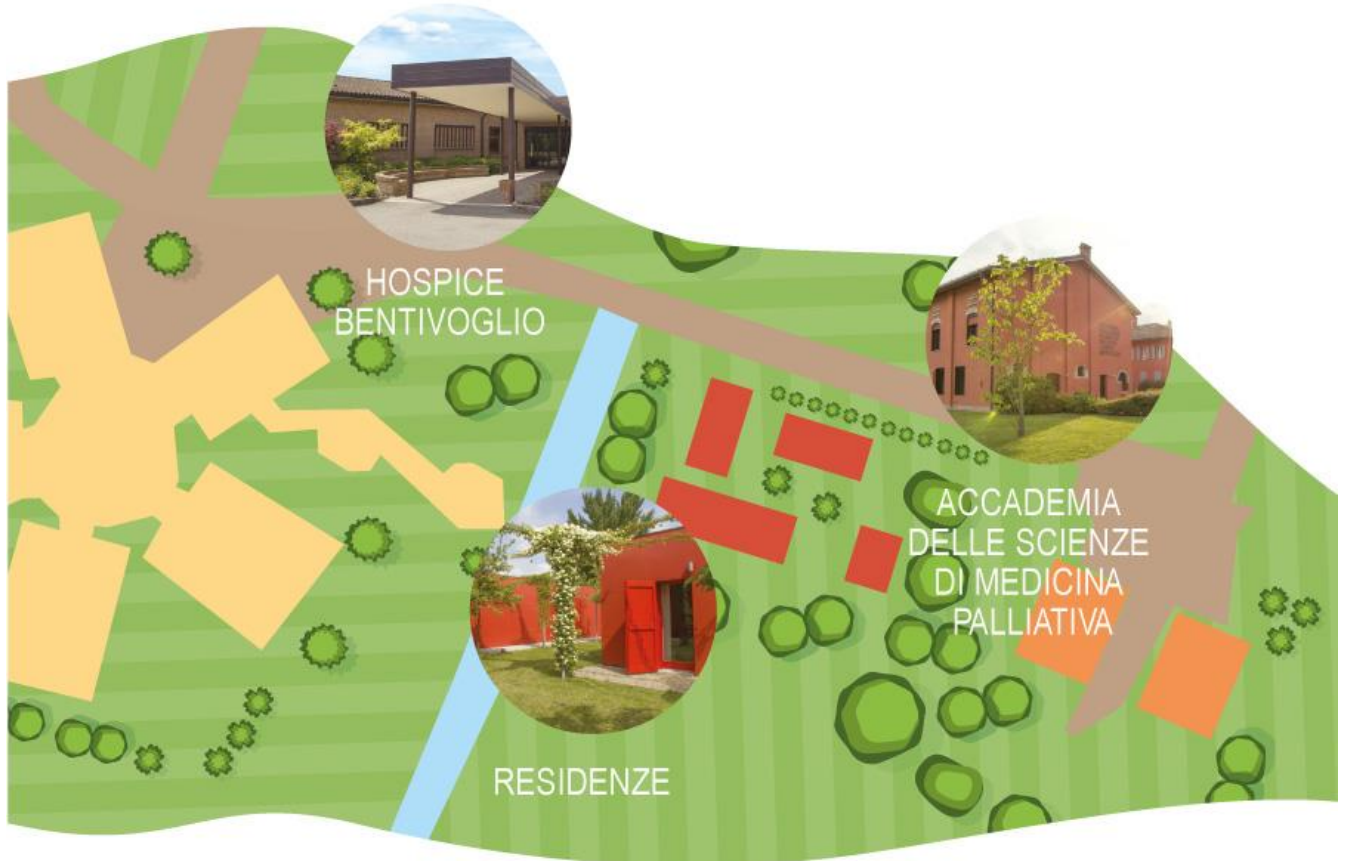 HOSPICE
BENTIVOGLIO
ACCADEMIA
DELLE SCIENZE
DI MEDICINA
PALLIATIVA
RESIDENZE